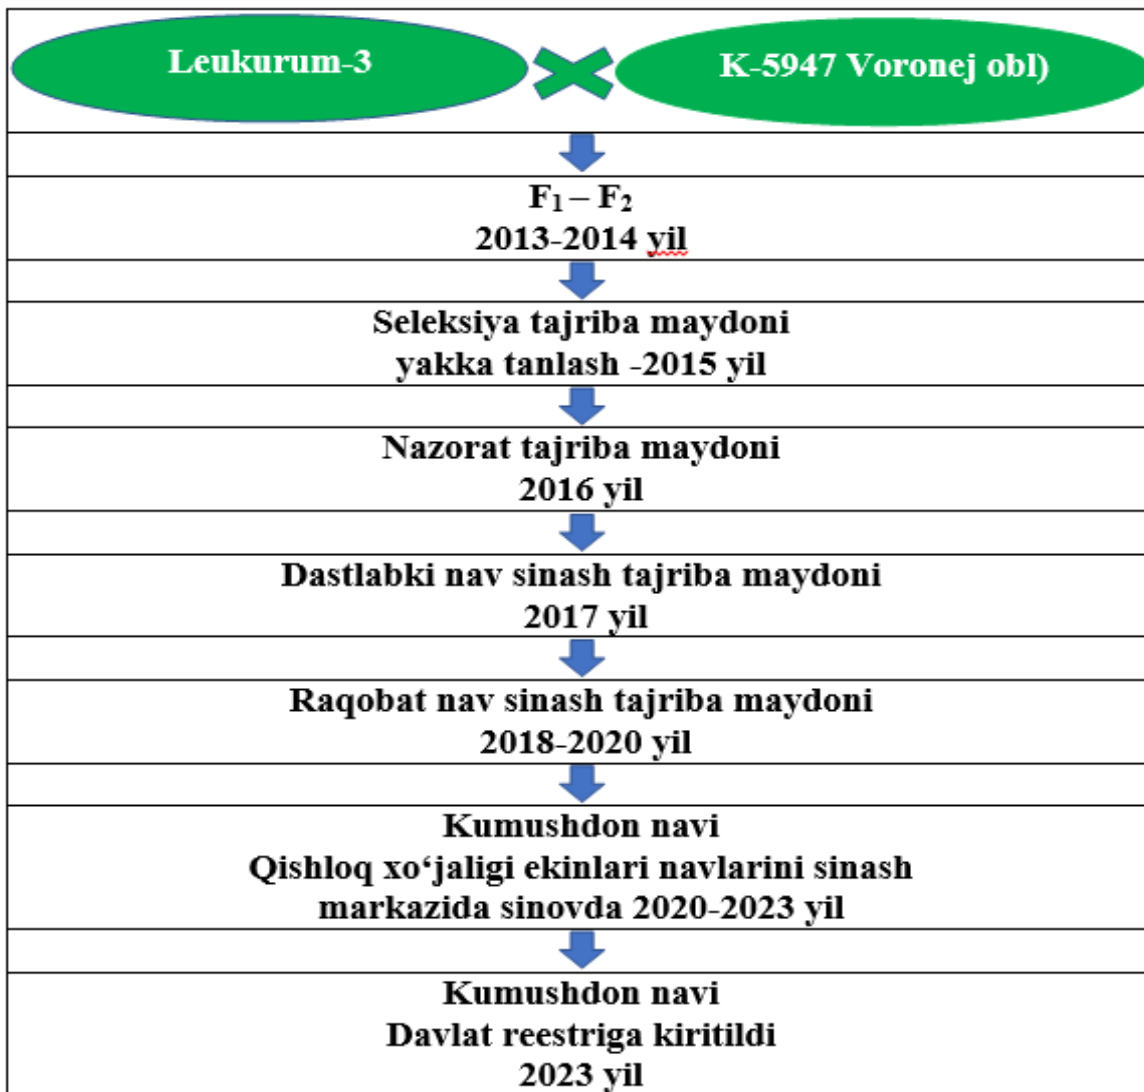 Leukurum-3
K-5947 Voronej obl)
F₁ – F₂
2013-2014 yil
Seleksiya tajriba maydoni
yakka tanlash -2015 yil
Nazorat tajriba maydoni
2016 yil
Dastlabki nav sinash tajriba maydoni
2017 yil
Raqobat nav sinash tajriba maydoni
2018-2020 yil
Kumushdon navi
Qishloq xo‘jaligi ekinlari navlarini sinash
markazida sinovda 2020-2023 yil
Kumushdon navi
Davlat reestriga kiritildi
2023 yil